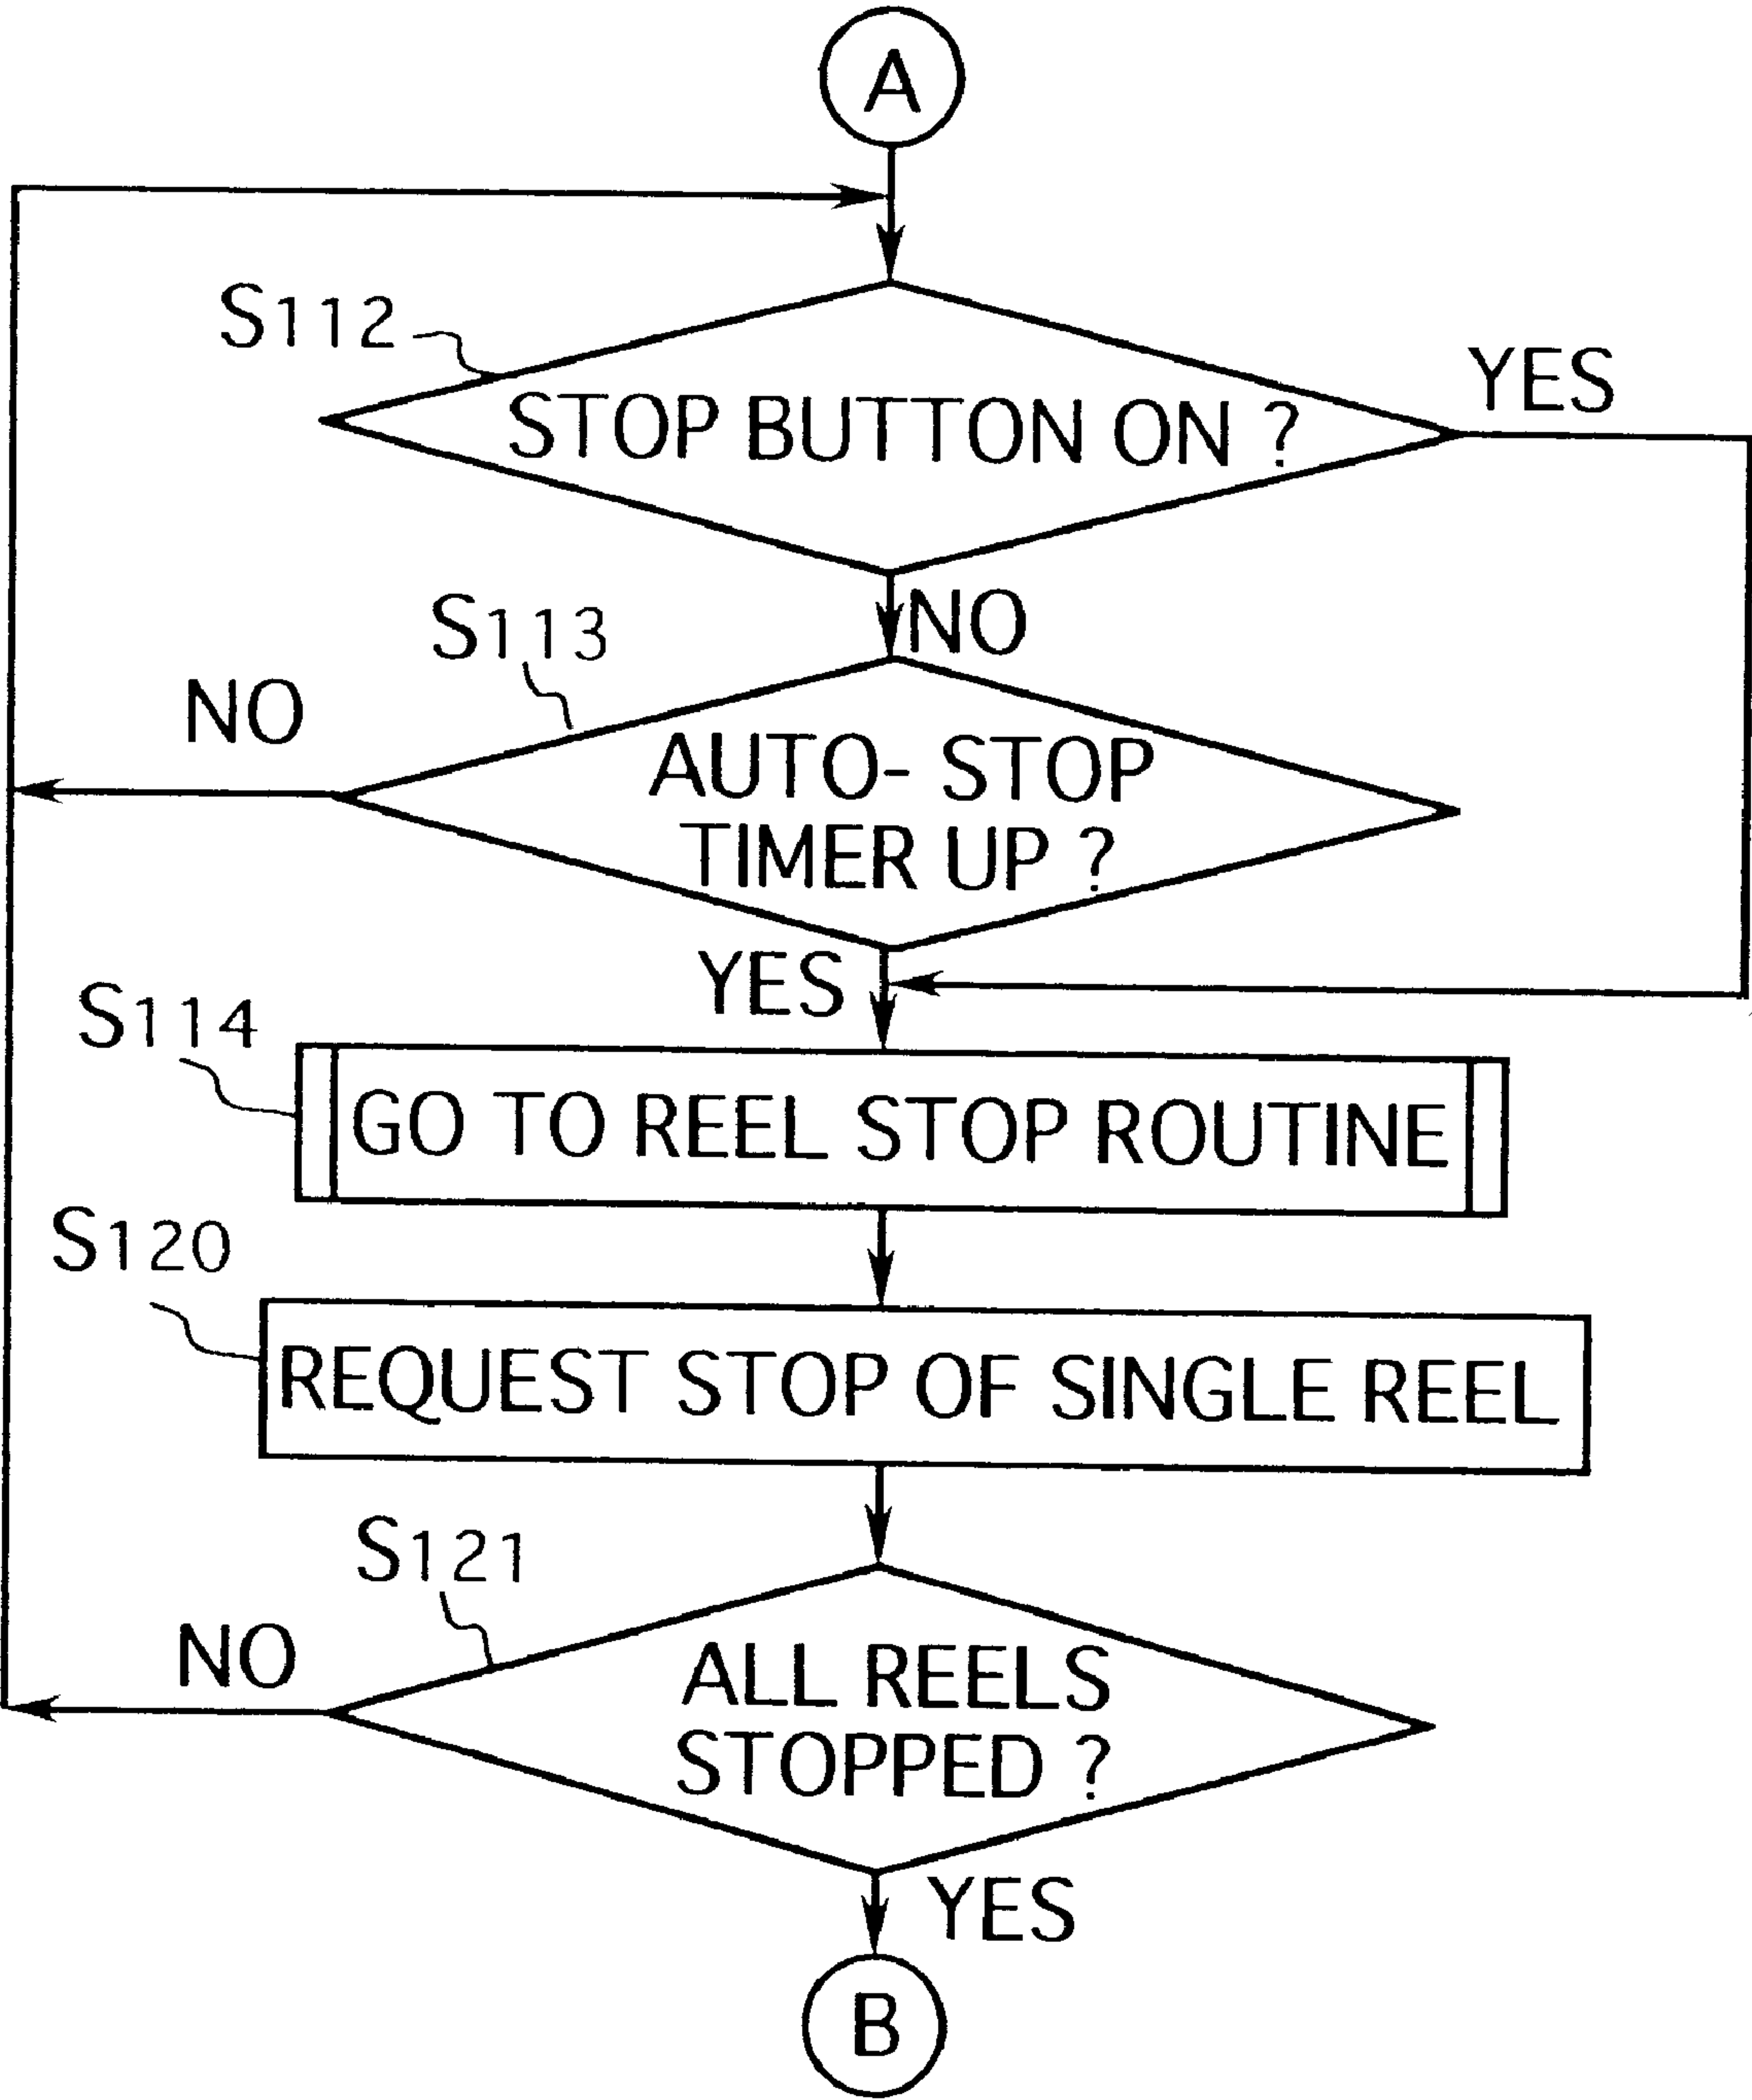 A
S112
STOP BUTTON ON ?
YES
NO
S113
NO
AUTO- STOP
TIMER UP ?
YES
S114
GO TO REEL STOP ROUTINE
S120
REQUEST STOP OF SINGLE REEL
S121
NO
ALL REELS
STOPPED ?
YES
B